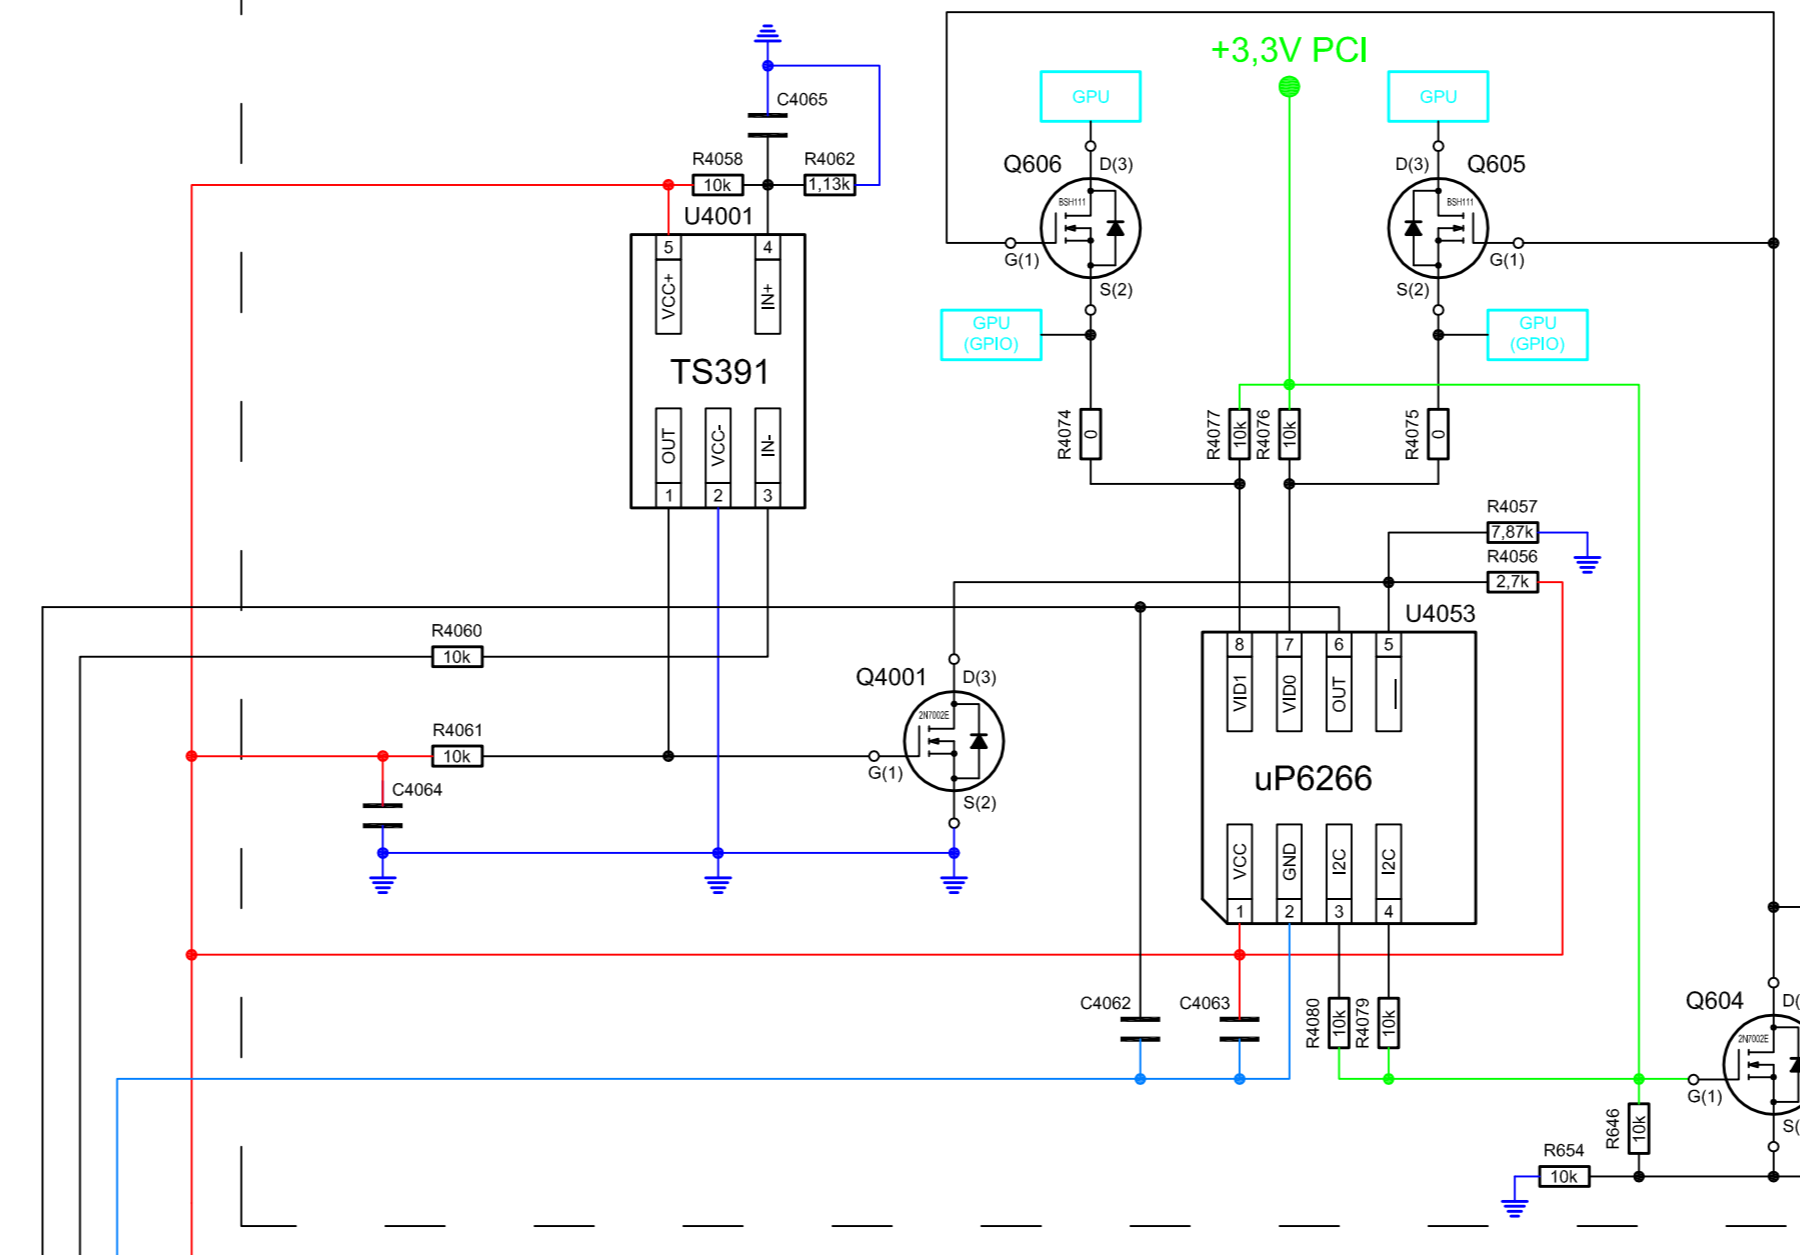 +3,3V PCI
C4065
GPU
GPU
R4058
R4062
10k
1,13k
Q606
D(3)
BSH111
G(1)
S(2)
D(3)
Q605
BSH111
G(1)
S(2)
U4001
5
4
VCC+
IN+
TS391
OUT
VCC-
IN-
1
2
3
GPU
(GPIO)
GPU
(GPIO)
R4074
0
R4077
10k
R4076
10k
R4075
0
R4057
7,87k
R4056
2,7k
U4053
8
7
6
5
VID1
VID0
OUT
uP6266
VCC
GND
I2C
I2C
1
2
3
4
R4060
10k
Q4001
D(3)
2N7002E
G(1)
S(2)
R4061
10k
C4064
C4062
C4063
R4080
10k
R4079
10k
Q604
D(
2N7002E
G(1)
S(
R646
10k
R654
10k